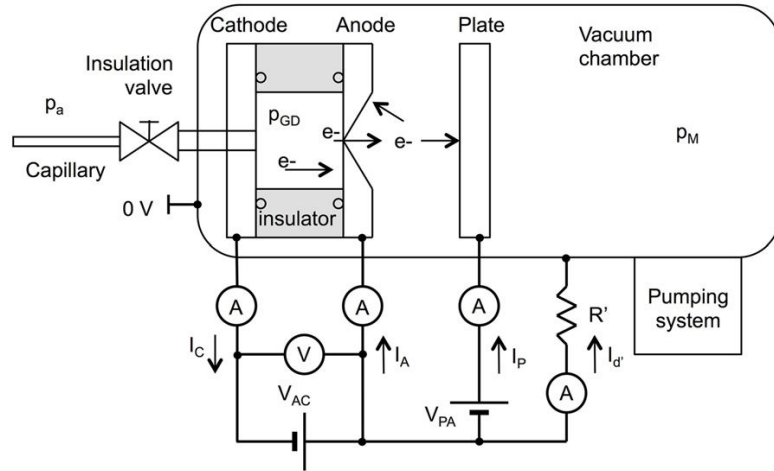 Cathode
Anode
Plate
Vacuum
chamber
Insulation
valve
pa
Capillary
pGD
e-
e-
e-
pM
0 V
insulator
A
A
A
R'
Pumping
system
IC
V
IA
IP
Id'
A
VAC
VPA